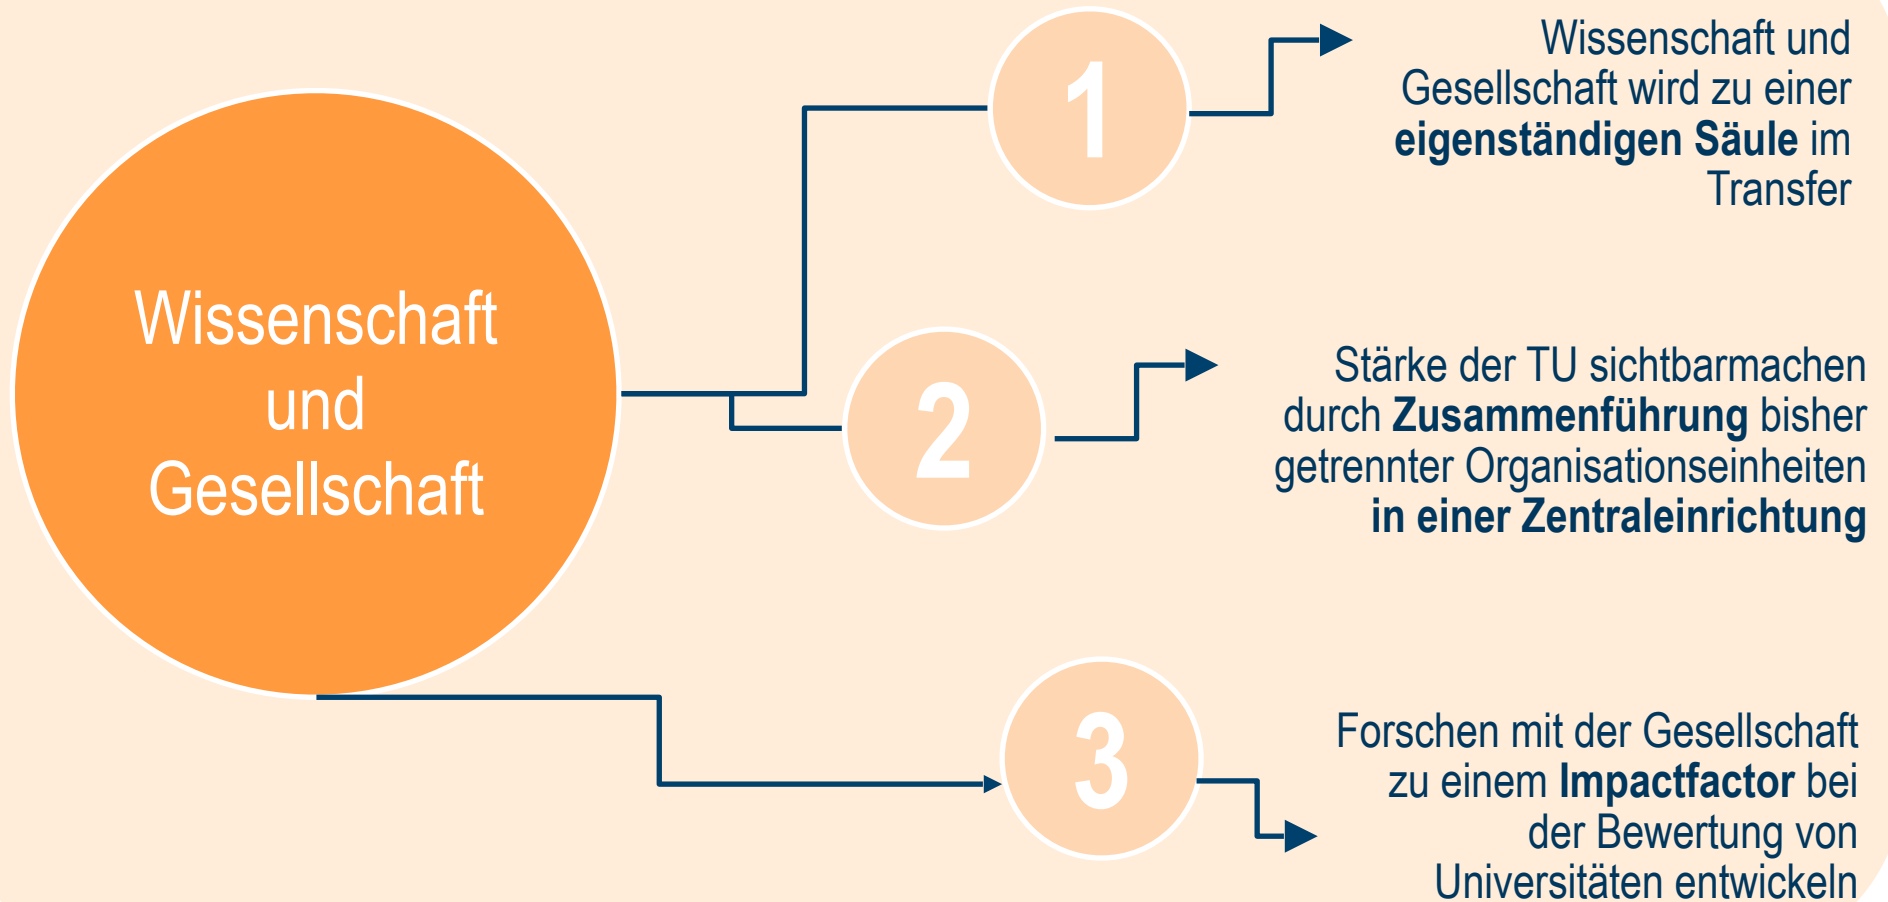 Wissenschaft
und
Gesellschaft
1
Wissenschaft und
Gesellschaft wird zu einer
eigenständigen Säule im
Transfer
2
Stärke der TU sichtbarmachen
durch Zusammenführung bisher
getrennter Organisationseinheiten
in einer Zentraleinrichtung
3
Forschen mit der Gesellschaft
zu einem Impactfactor bei
der Bewertung von
Universitäten entwickeln